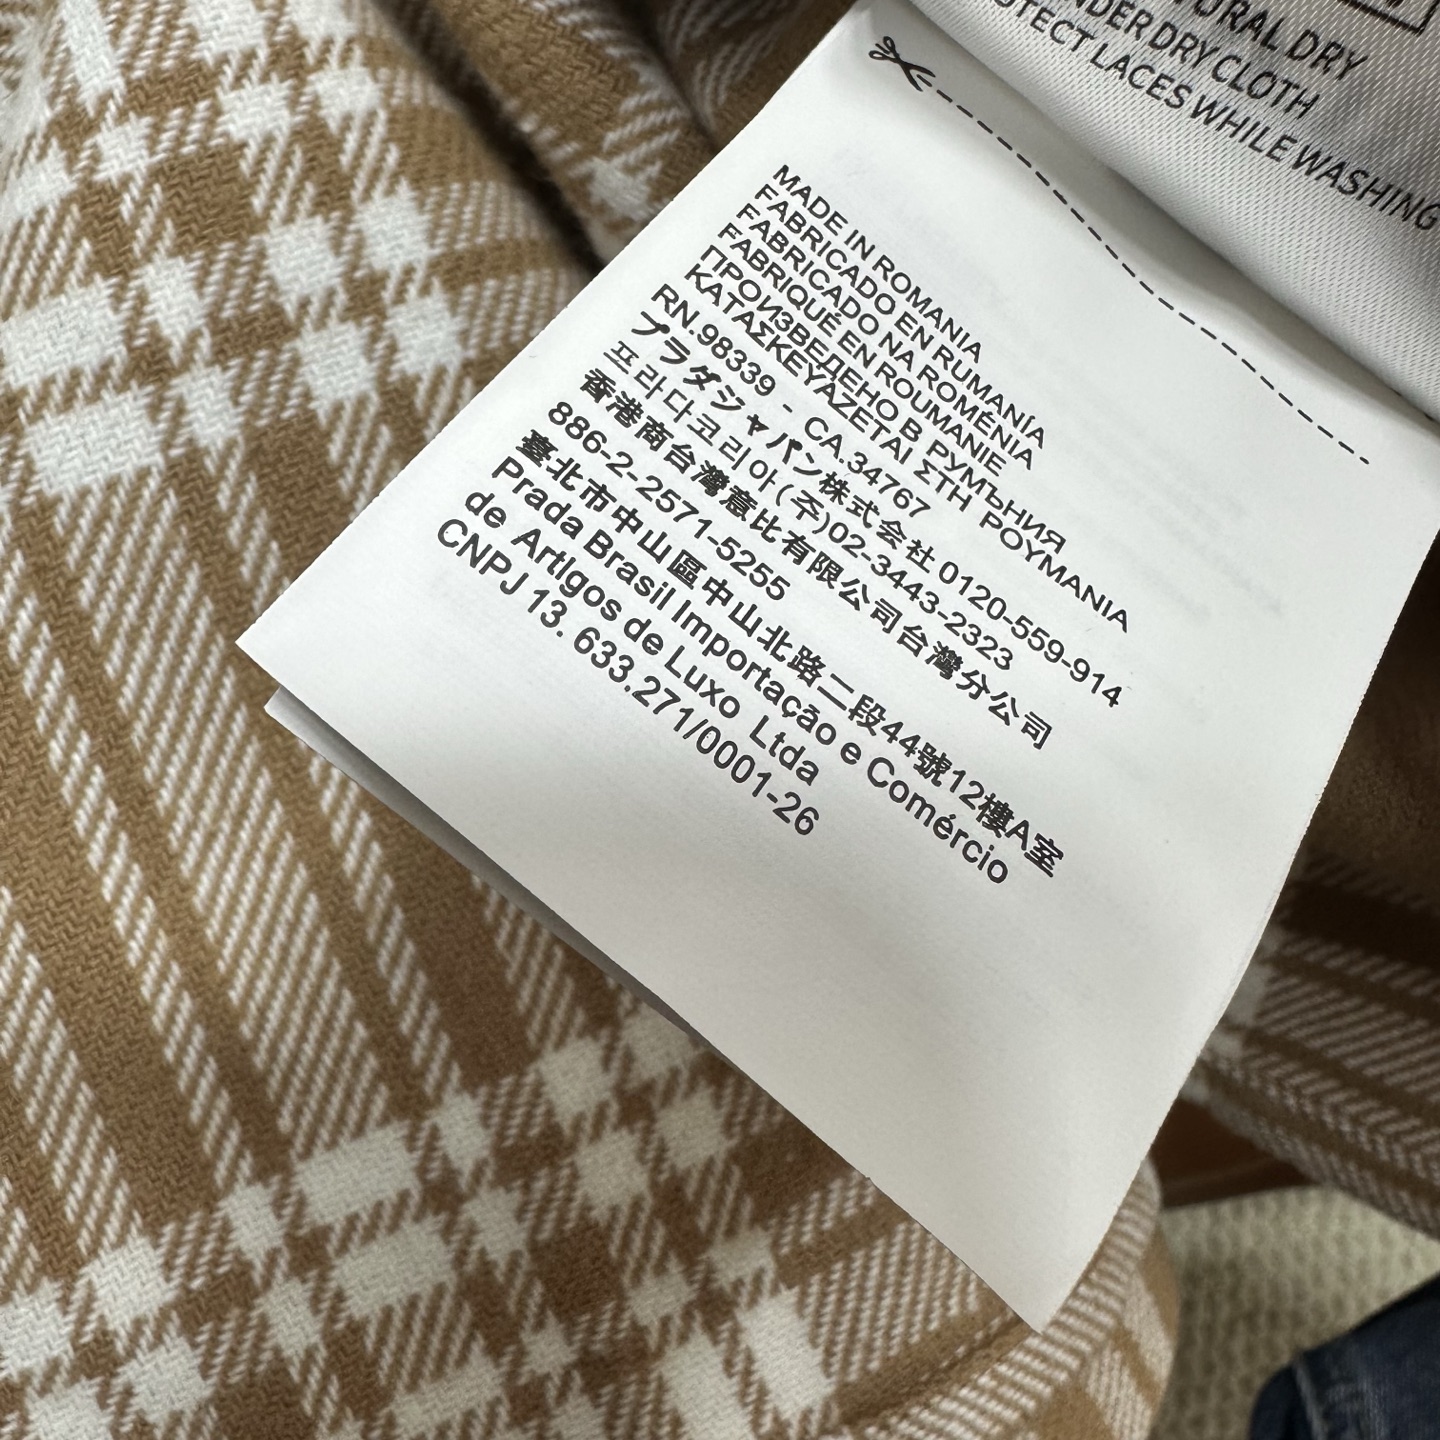 TURAL DRY
NDER DRY CLOTH
OTECT LACES WHILE WASHING
MADE IN ROMANIA
FABRICADO EN RUMANÍA
FABRICADO NA ROMÉNIA
FABRIQUÉ EN ROUMANIE
ПРОИЗВЕДЕНО В РУМЪНИЯ
ΚΑΤΑΣΚΕΥΑΖΕΤΑΙ ΣΤΗ ΡΟΥΜΑΝΙΑ
RN.98339 - CA.34767
プラダジャパン株式会社 0120-559-914
프라다코리아(주)02-3443-2323
香港商台灣意比有限公司台灣分公司
886-2-2571-5255
臺北市中山區中山北路二段44號12樓A室
Prada Brasil Importação e Comércio
de Artigos de Luxo Ltda
CNPJ 13. 633.271/0001-26